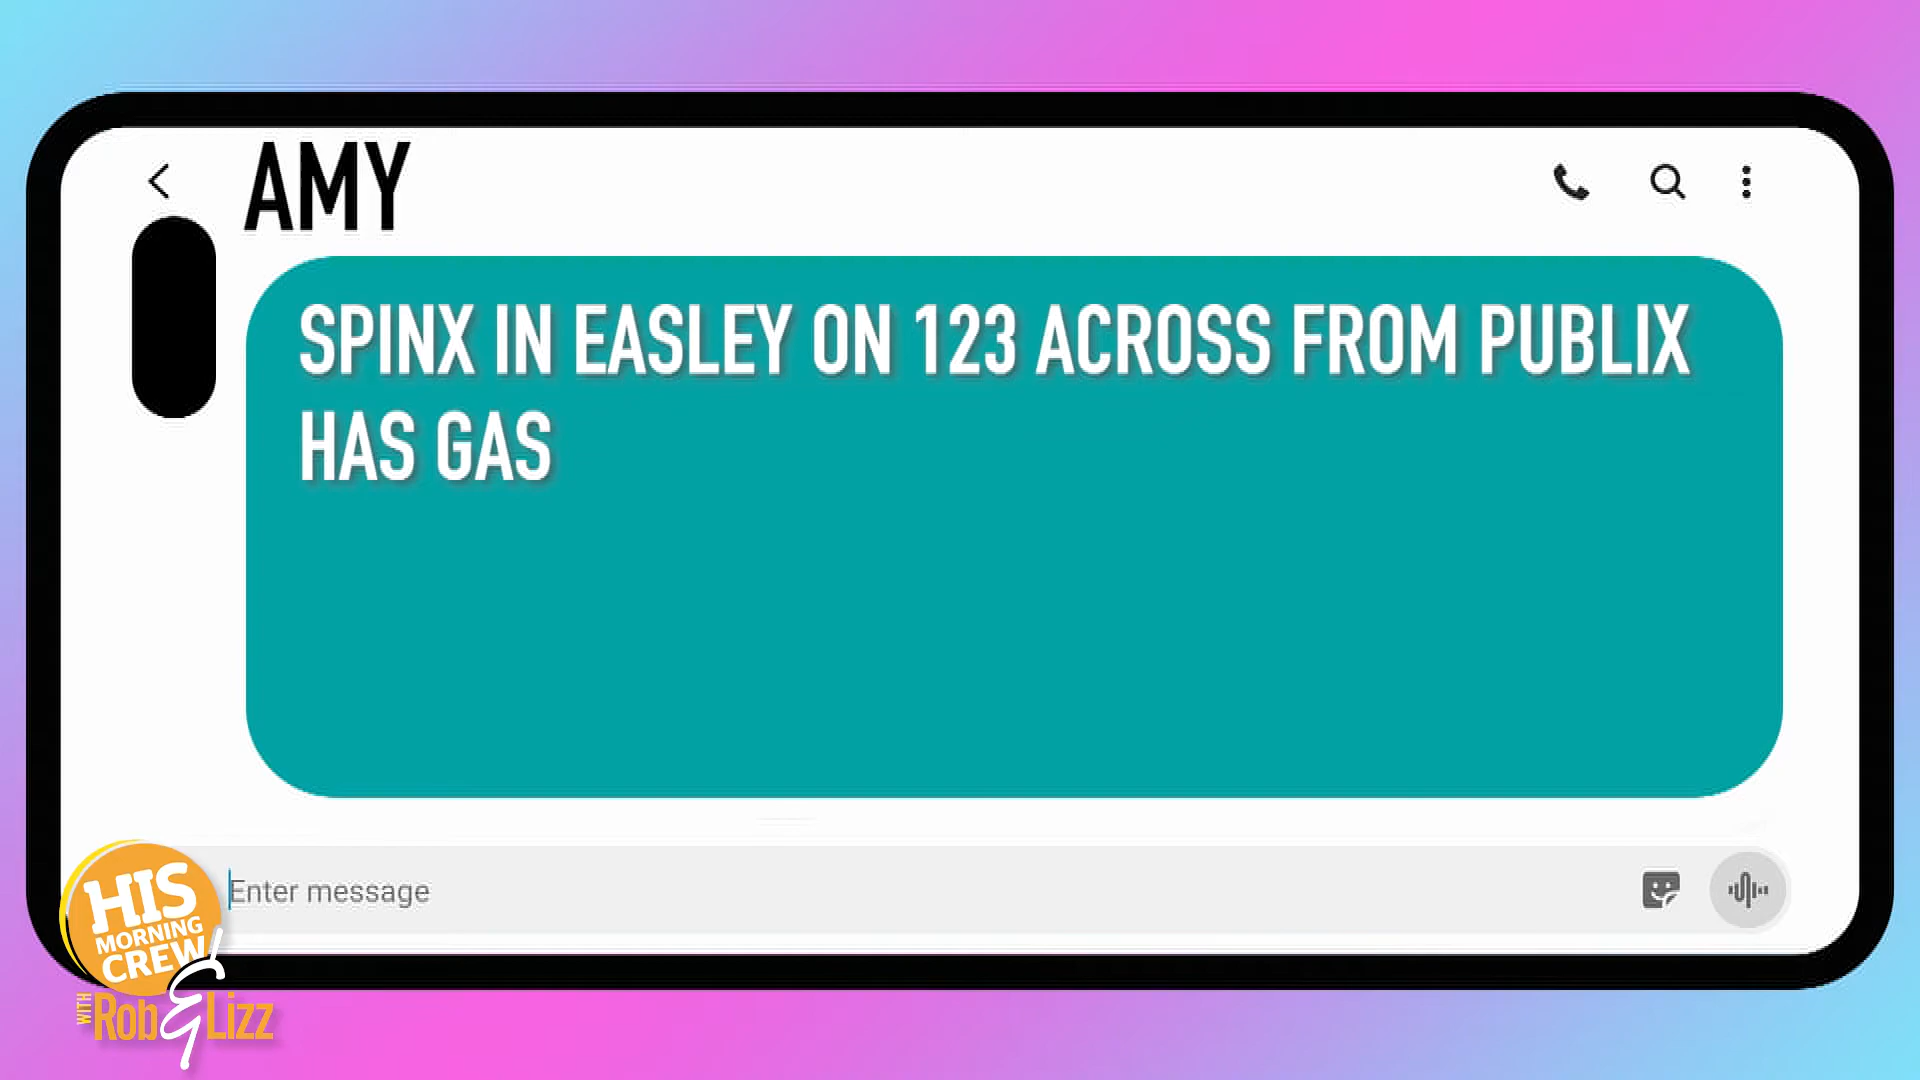 AMY
SPINX IN EASLEY ON 123 ACROSS FROM PUBLIX
HAS GAS
Enter message
HIS
MORNING
CREW
WITH Rob & Lizz